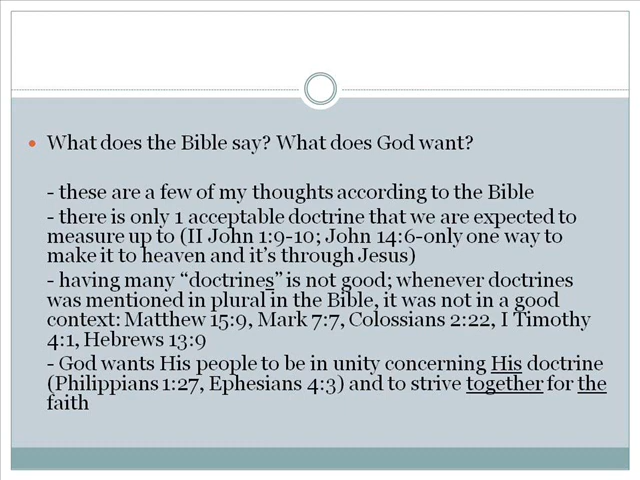 • What does the Bible say? What does God want?
- these are a few of my thoughts according to the Bible
- there is only 1 acceptable doctrine that we are expected to
measure up to (II John 1:9-10; John 14:6-only one way to
make it to heaven and it's through Jesus)
- having many “doctrines” is not good; whenever doctrines
was mentioned in plural in the Bible, it was not in a good
context: Matthew 15:9, Mark 7:7, Colossians 2:22, I Timothy
4:1, Hebrews 13:9
- God wants His people to be in unity concerning His doctrine
(Philippians 1:27, Ephesians 4:3) and to strive together for the
faith